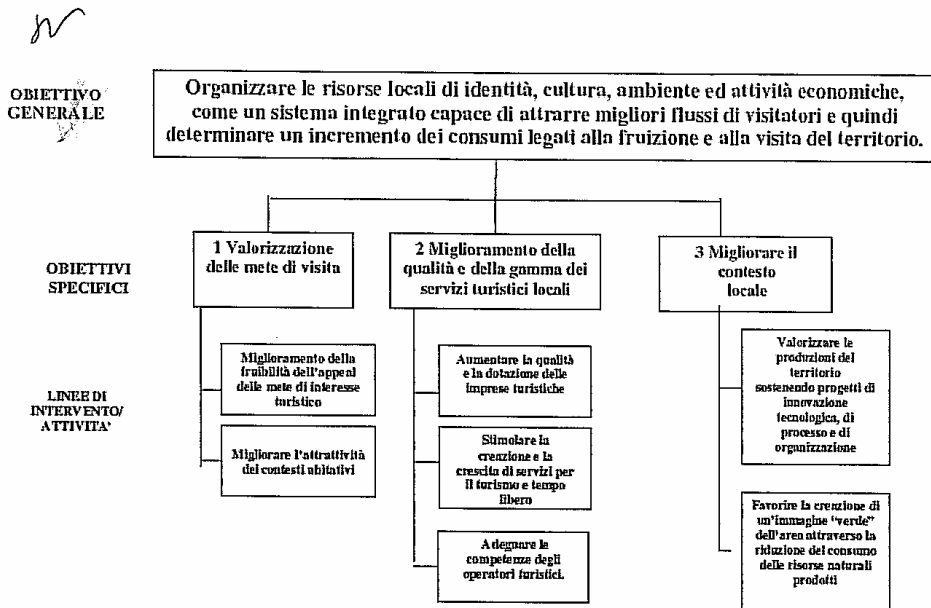 OBIETTIVO
GENERALE
Organizzare le risorse locali di identità, cultura, ambiente ed attività economiche,
come un sistema integrato capace di attrarre migliori flussi di visitatori e quindi
determinare un incremento dei consumi legati alla fruizione e alla visita del territorio.
OBIETTIVI
SPECIFICI
1 Valorizzazione
delle mete di visita
2 Miglioramento della
qualità e della gamma dei
servizi turistici locali
3 Migliorare il
contesto
locale
LINEE DI
INTERVENTO/
ATTIVITA'
Miglioramento della
fruibilità dell'appeal
delle mete di interesse
turistico
Migliorare l'attrattività
dei contesti abitativi
Aumentare la qualità
e la dotazione delle
imprese turistiche
Stimolare la
creazione e la
crescita di servizi per
il turismo e tempo
libero
Adeguare le
competenze degli
operatori turistici.
Valorizzare le
produzioni del
territorio
sostenendo progetti di
innovazione
tecnologica, di
processo e di
organizzazione
Favorire la creazione di
un'immagine "verde"
dell'area attraverso la
riduzione del consumo
delle risorse naturali
prodotti